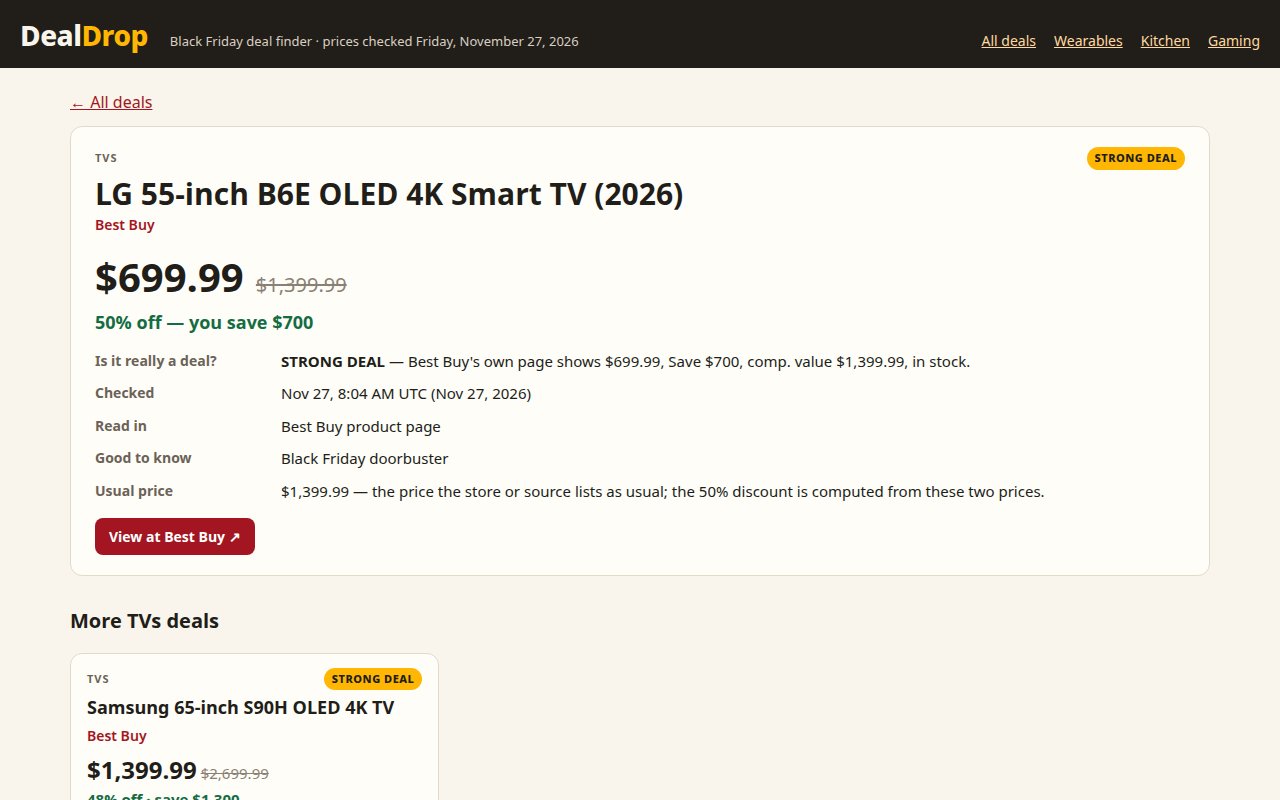 DealDrop
Black Friday deal finder · prices checked Friday, November 27, 2026
All deals Wearables Kitchen Gaming
← All deals
TVS
STRONG DEAL
LG 55-inch B6E OLED 4K Smart TV (2026)
Best Buy
$699.99 $1,399.99
50% off — you save $700
Is it really a deal? STRONG DEAL — Best Buy's own page shows $699.99, Save $700, comp. value $1,399.99, in stock.
Checked Nov 27, 8:04 AM UTC (Nov 27, 2026)
Read in Best Buy product page
Good to know Black Friday doorbuster
Usual price $1,399.99 — the price the store or source lists as usual; the 50% discount is computed from these two prices.
View at Best Buy ↗
More TVs deals
TVS
STRONG DEAL
Samsung 65-inch S90H OLED 4K TV
Best Buy
$1,399.99 $2,699.99
48% off · save $1,300